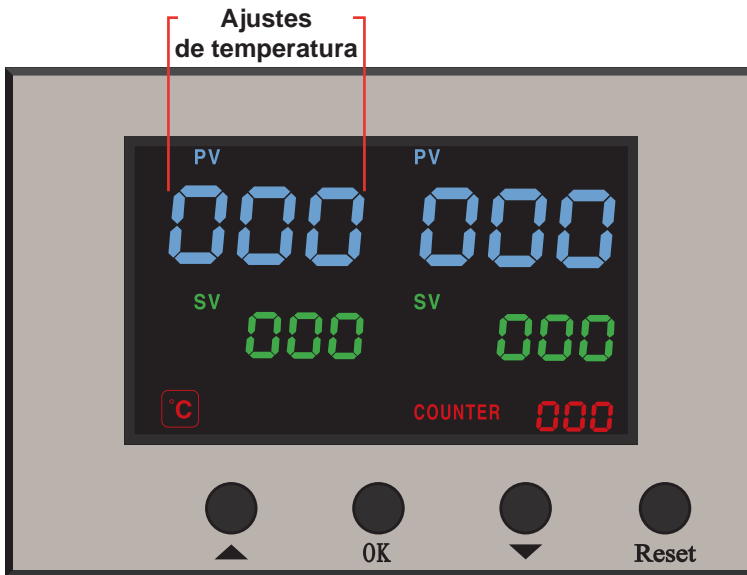 Ajustes
de temperatura
PV PV
000 000
SV SV
000 000
°C COUNTER 000
OK Reset